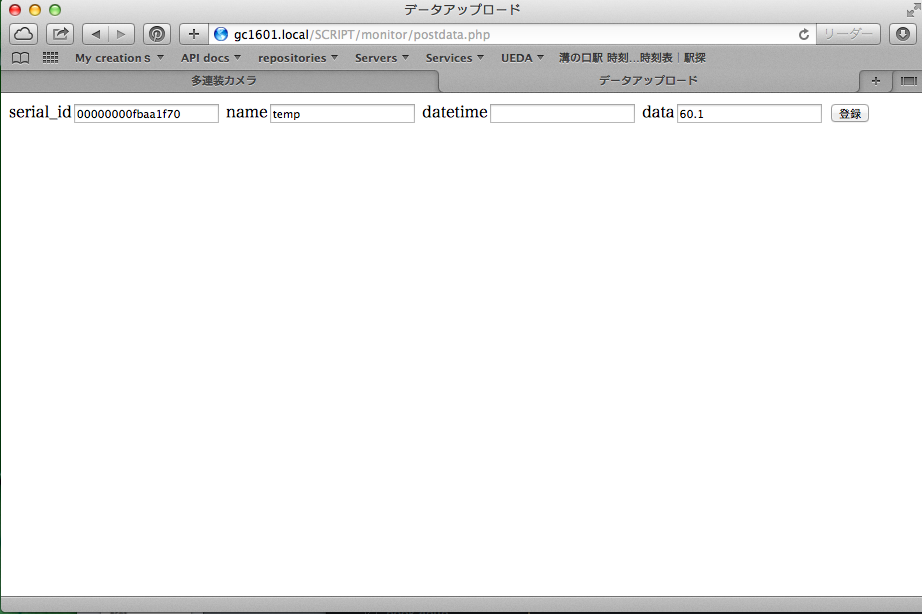 データアップロード
gc1601.local/SCRIPT/monitor/postdata.php リーダー
My creation s API docs repositories Servers Services UEDA 溝の口駅 時刻...時刻表｜駅探
多連装カメラ データアップロード
serial_id 00000000fbaa1f70 name temp datetime data 60.1 登録